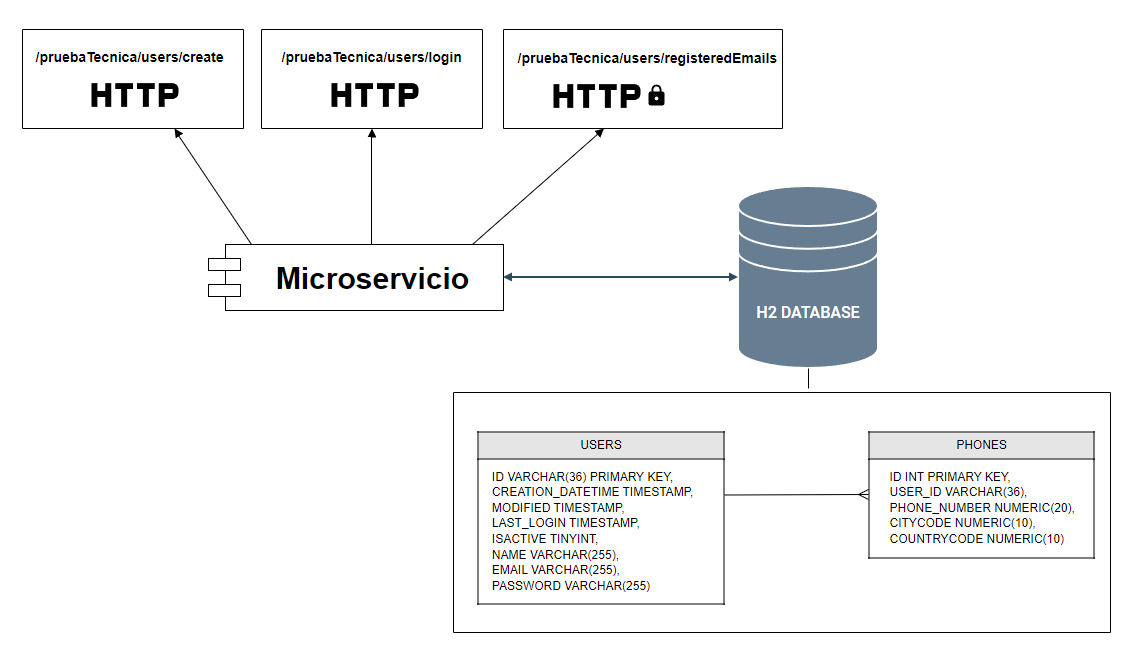 /pruebaTecnica/users/create
HTTP
/pruebaTecnica/users/login
HTTP
/pruebaTecnica/users/registeredEmails
HTTP
Microservicio
H2 DATABASE
USERS
ID VARCHAR(36) PRIMARY KEY,
CREATION_DATETIME TIMESTAMP,
MODIFIED TIMESTAMP,
LAST_LOGIN TIMESTAMP,
ISACTIVE TINYINT,
NAME VARCHAR(255),
EMAIL VARCHAR(255),
PASSWORD VARCHAR(255)
PHONES
ID INT PRIMARY KEY,
USER_ID VARCHAR(36),
PHONE_NUMBER NUMERIC(20),
CITYCODE NUMERIC(10),
COUNTRYCODE NUMERIC(10)